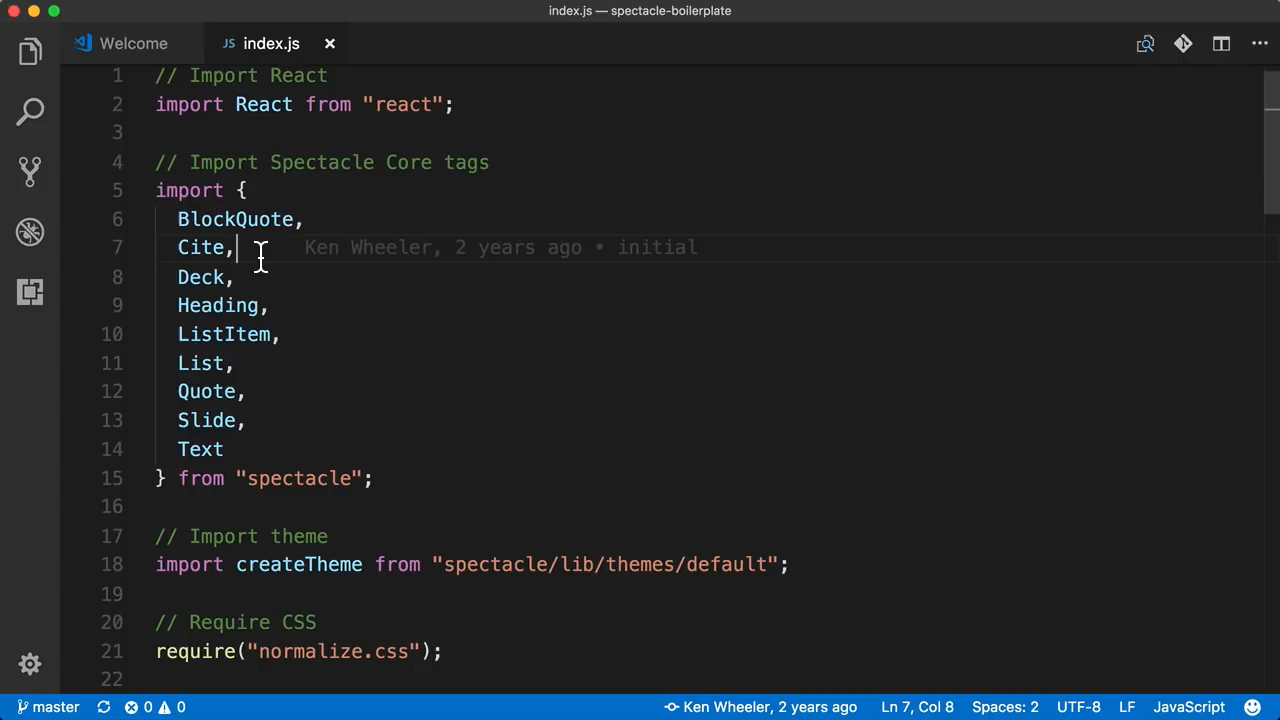 index.js — spectacle-boilerplate
Welcome
JS index.js ×
1 // Import React
2 import React from "react";
3
4 // Import Spectacle Core tags
5 import {
6 BlockQuote,
7 Cite, Ken Wheeler, 2 years ago • initial
8 Deck,
9 Heading,
10 ListItem,
11 List,
12 Quote,
13 Slide,
14 Text
15 } from "spectacle";
16
17 // Import theme
18 import createTheme from "spectacle/lib/themes/default";
19
20 // Require CSS
21 require("normalize.css");
22
master 0 0 Ken Wheeler, 2 years ago Ln 7, Col 8 Spaces: 2 UTF-8 LF JavaScript